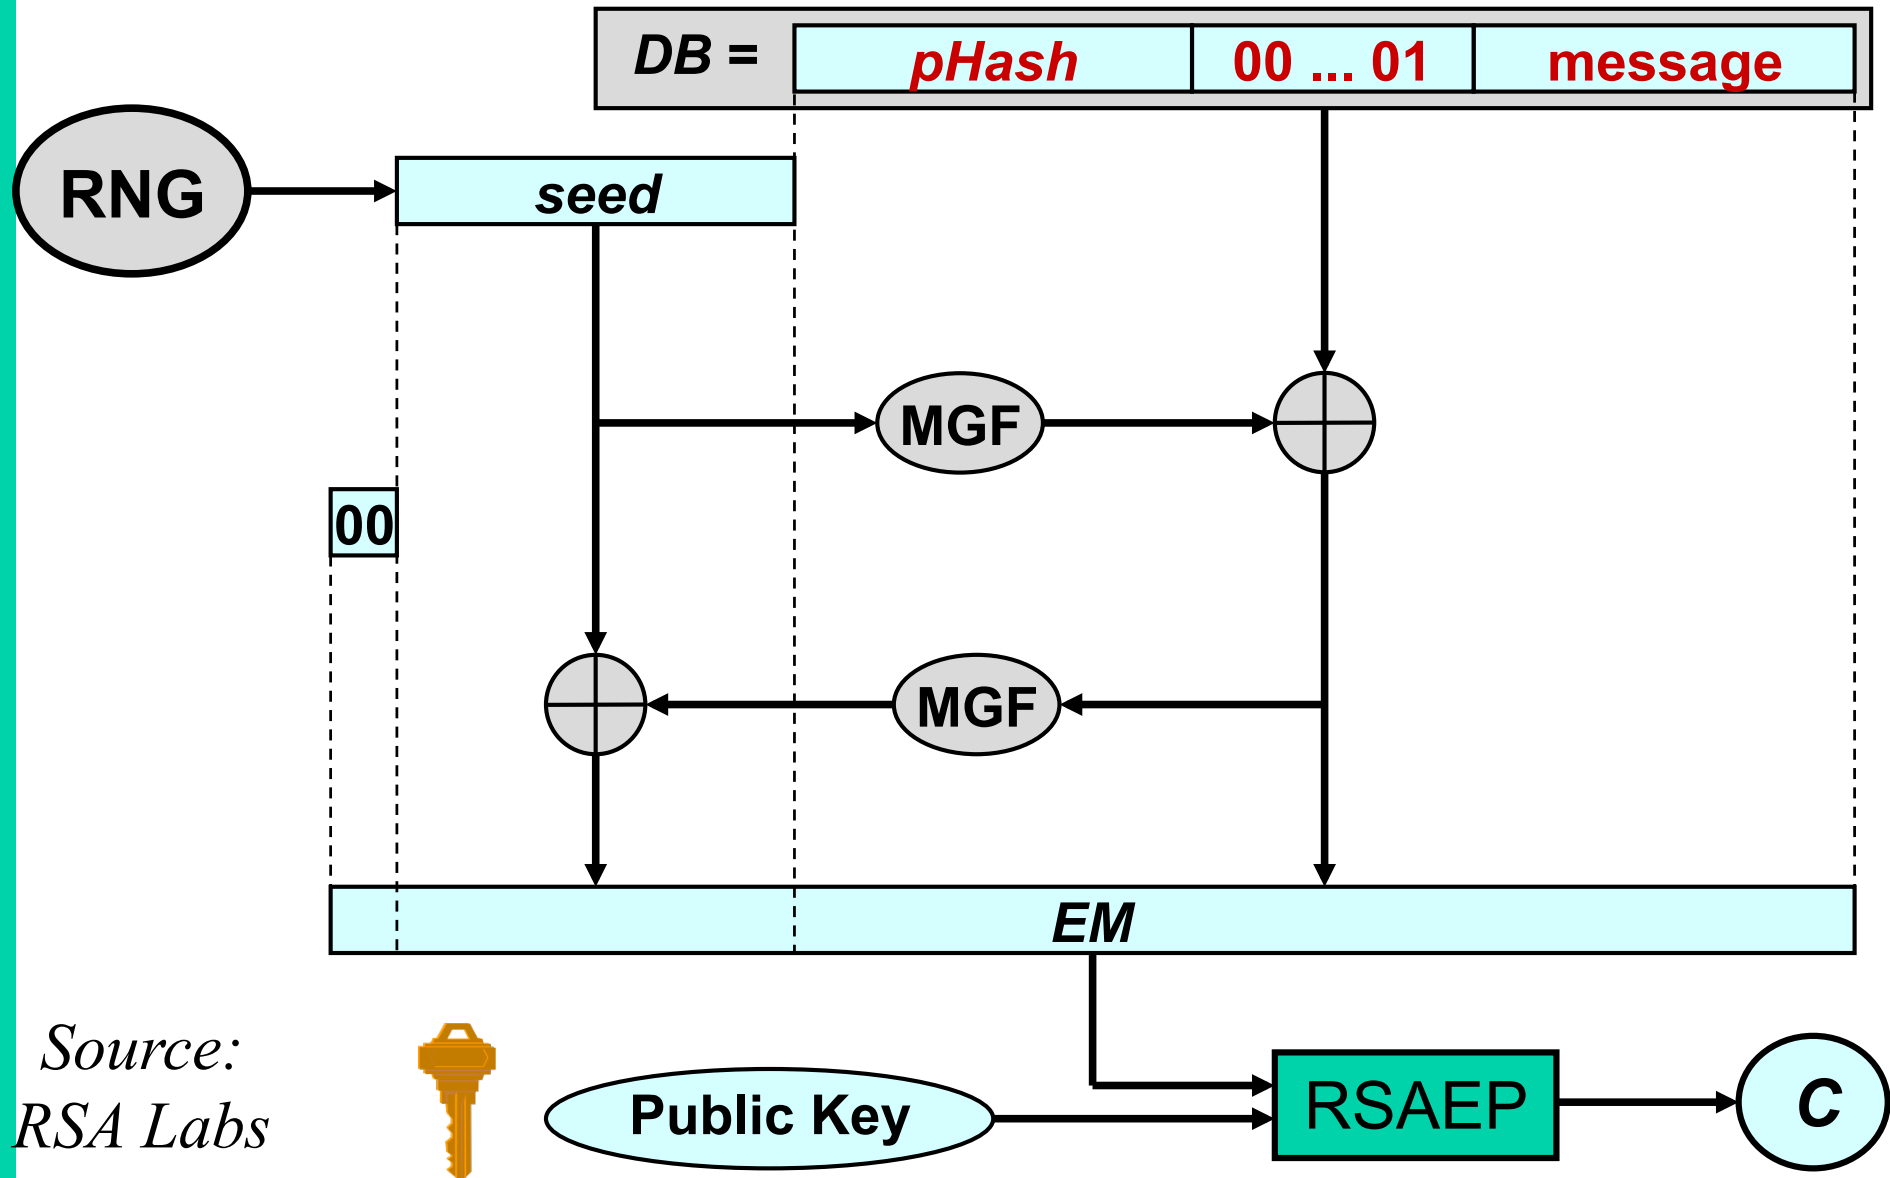 DB =
pHash
00 ... 01
message
RNG
seed
MGF
00
MGF
EM
Source:
RSA Labs
Public Key
RSAEP
C